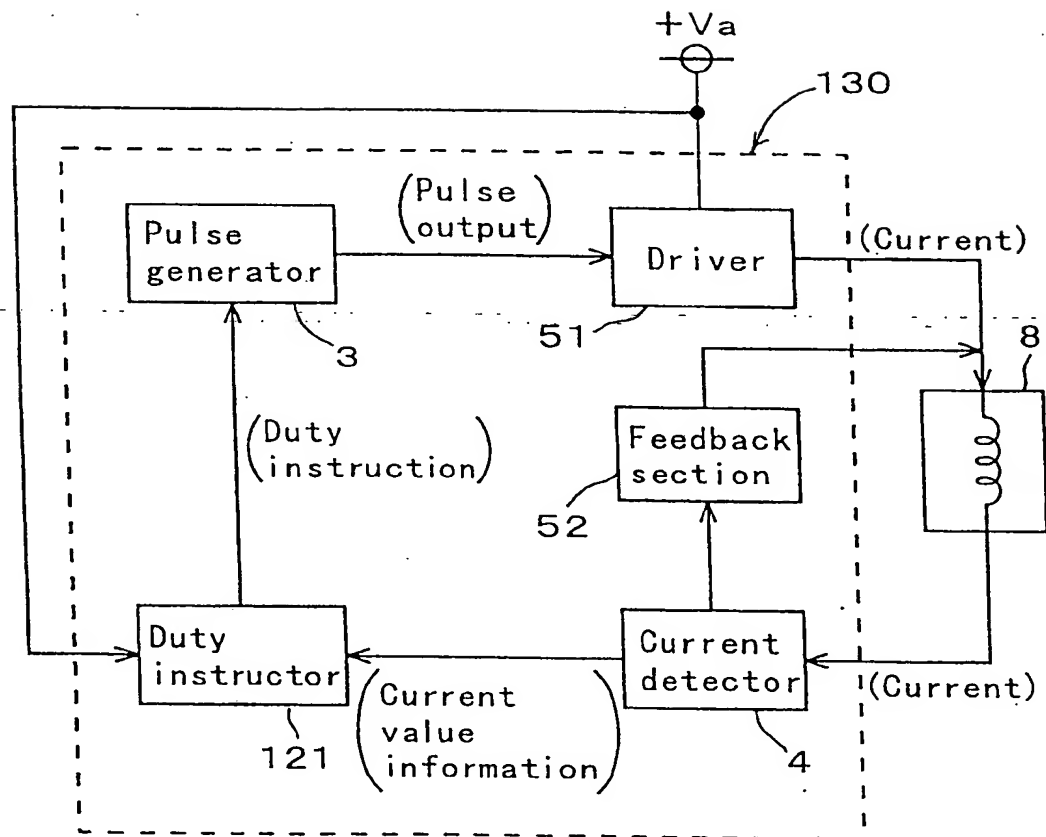 +Va
130
(Pulse
output)
Pulse
generator
Driver
(Current)
3
51
8
(Duty
instruction)
Feedback
section
52
Duty
instructor
Current
detector
(Current)
(Current
value
information)
121
4